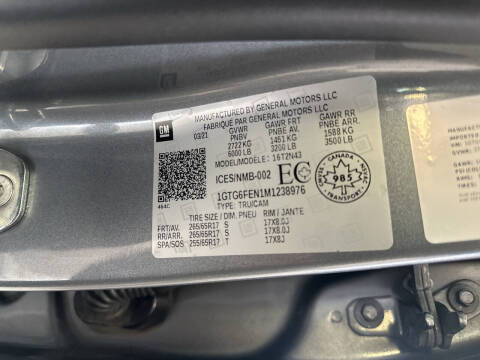 MANUFACTURED BY GENERAL MOTORS LLC
FABRIQUE PAR GENERAL MOTORS LLC
GM
03/21
GVWR GAWR FRT GAWR RR
PNBV PNBE AV. PNBE ARR.
2722 KG 1451 KG 1588 KG
6000 LB 3200 LB 3500 LB
MODEL/MODELE: 16T2N43
ICES/NMB-002 EC
CANADA
985
TRANSPORT
464C
1GTG6FEN1M1238976
TYPE: TRUCAM
TIRE SIZE / DIM. PNEU RIM / JANTE
FRT/AV. 265/65R17 S 17X8.0J
RR/ARR. 265/65R17 S 17X8.0J
SPA/SOS: 255/65R17 T 17X8J